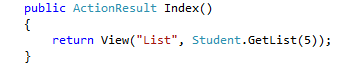 public ActionResult Index()
{
    return View("List", Student.GetList(5));
}